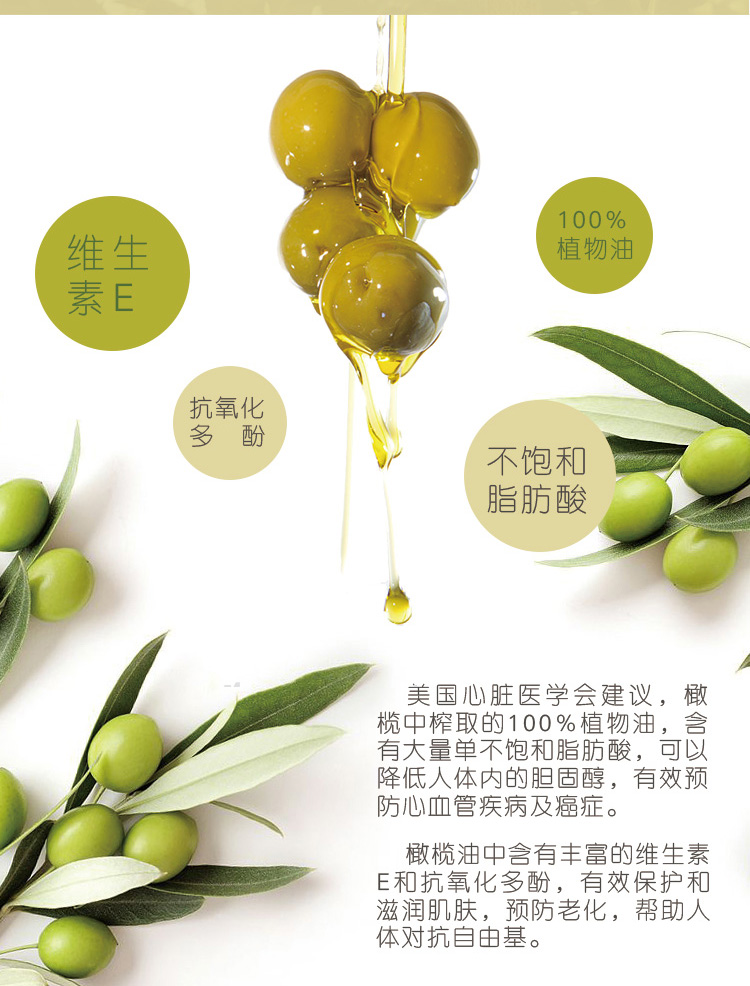 维生
素E
100%
植物油
抗氧化
多 酚
不饱和
脂肪酸
美国心脏医学会建议，橄
榄中榨取的100%植物油，含
有大量单不饱和脂肪酸，可以
降低人体内的胆固醇，有效预
防心血管疾病及癌症。
橄榄油中含有丰富的维生素
E和抗氧化多酚，有效保护和
滋润肌肤，预防老化，帮助人
体对抗自由基。